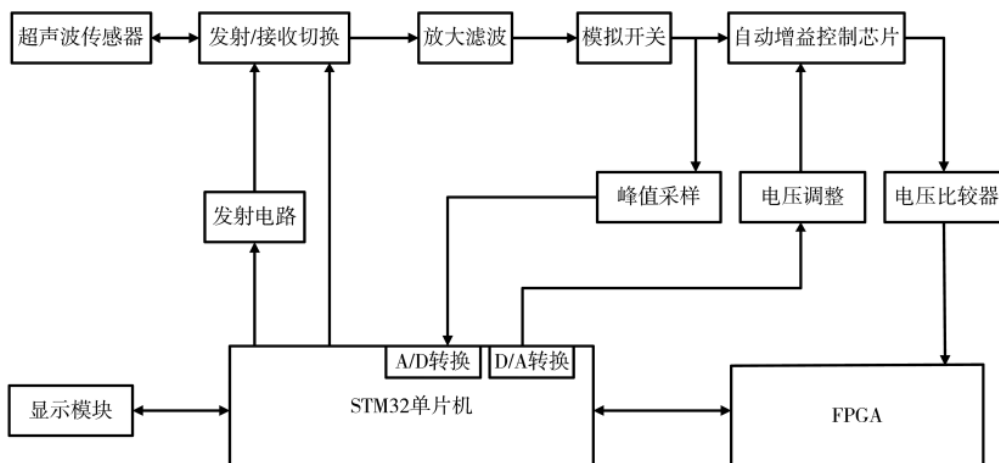 超声波传感器
发射/接收切换
放大滤波
模拟开关
自动增益控制芯片
发射电路
峰值采样
电压调整
电压比较器
A/D转换
D/A转换
显示模块
STM32单片机
FPGA